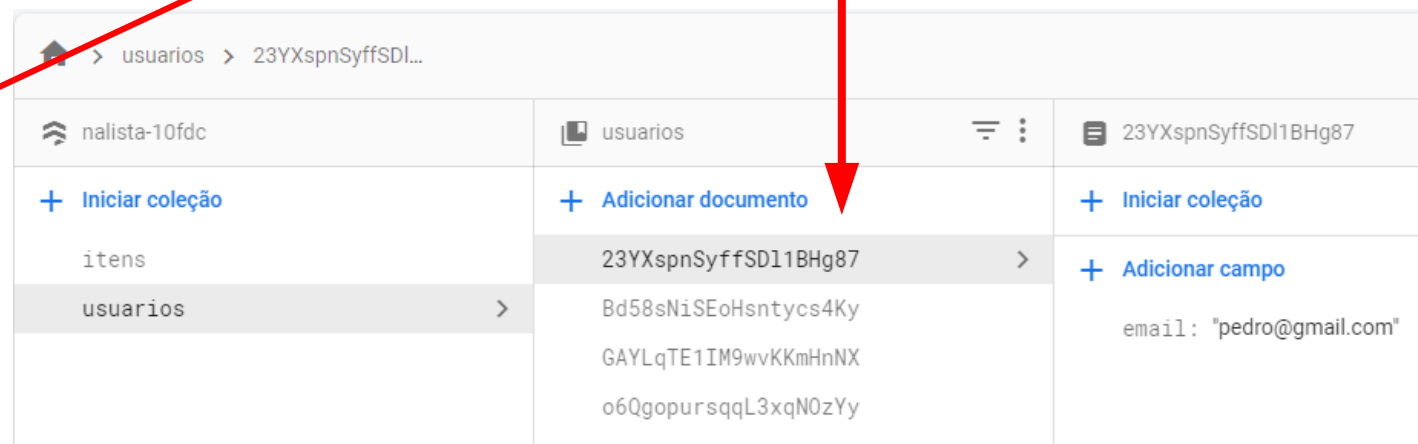 usuarios > 23YXspnSyffSDl...
nalista-10fdc
usuarios
23YXspnSyffSDl1BHg87
+ Iniciar coleção
+ Adicionar documento
+ Iniciar coleção
itens
23YXspnSyffSDl1BHg87
+ Adicionar campo
usuarios
Bd58sNiSEoHsntycs4Ky
email: "pedro@gmail.com"
GAYLqTE1IM9wvKKmHnNX
o6QgopursqqL3xqNOzYy